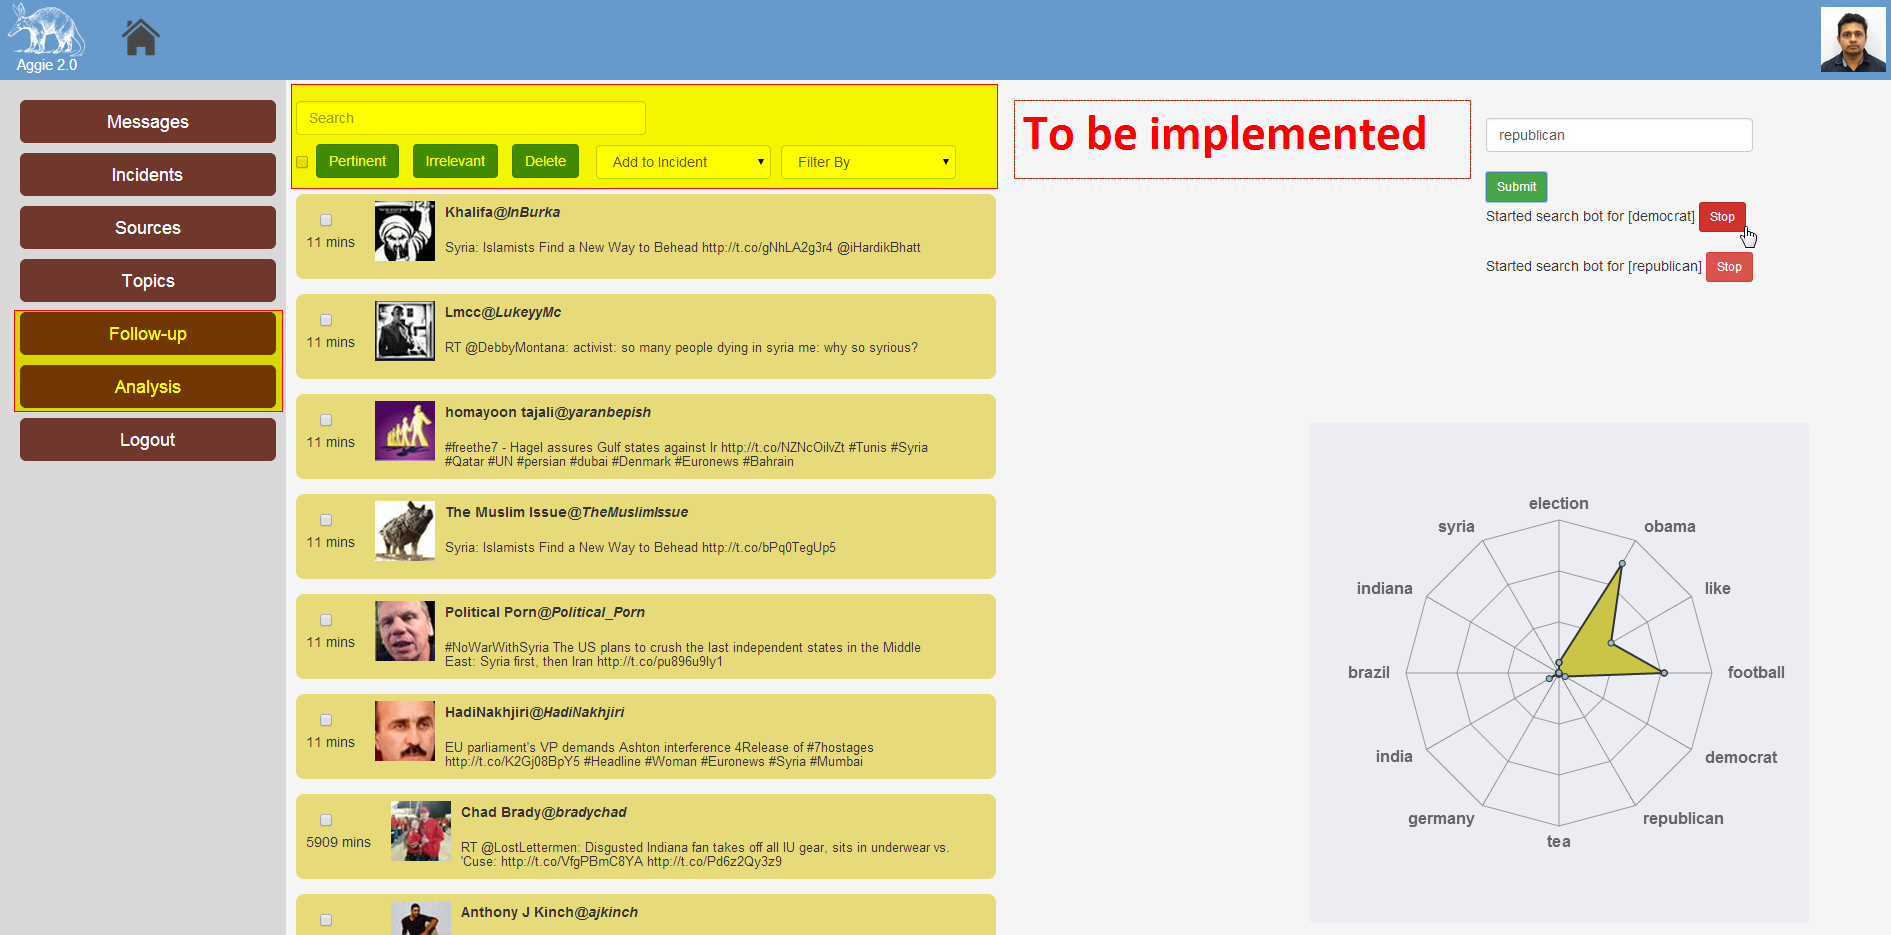 Aggie 2.0
Messages
Incidents
Sources
Topics
Follow-up
Analysis
Logout
Search
Pertinent
Irrelevant
Delete
Add to Incident
Filter By
Khalifa@InBurka
11 mins
Syria: Islamists Find a New Way to Behead http://t.co/gNhLA2g3r4 @iHardikBhatt
Lmcc@LukeyyMc
11 mins
RT @DebbyMontana: activist: so many people dying in syria me: why so syrious?
homayoon tajali@yaranbepish
11 mins
#freethe7 - Hagel assures Gulf states against Ir http://t.co/NZNcOilvZt #Tunis #Syria
#Qatar #UN #persian #dubai #Denmark #Euronews #Bahrain
The Muslim Issue@TheMuslimIssue
11 mins
Syria: Islamists Find a New Way to Behead http://t.co/bPq0TegUp5
Political Porn@Political_Porn
11 mins
#NoWarWithSyria The US plans to crush the last independent states in the Middle
East: Syria first, then Iran http://t.co/pu896u9ly1
HadiNakhjiri@HadiNakhjiri
11 mins
EU parliament's VP demands Ashton interference 4Release of #7hostages
http://t.co/K2Gj08BpY5 #Headline #Woman #Euronews #Syria #Mumbai
Chad Brady@bradychad
5909 mins
RT @LostLettermen: Disgusted Indiana fan takes off all IU gear, sits in underwear vs.
'Cuse: http://t.co/VfgPBmC8YA http://t.co/Pd6z2Qy3z9
Anthony J Kinch@ajkinch
To be implemented
republican
Submit
Started search bot for [democrat] Stop
Started search bot for [republican] Stop
election
obama
like
football
democrat
republican
tea
germany
india
brazil
indiana
syria